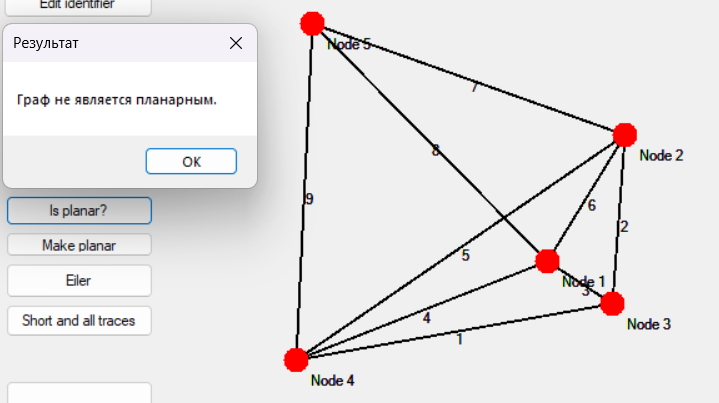 Edit identifier
Результат
Граф не является планарным.
OK
Is planar?
Make planar
Eiler
Short and all traces
Node 5
7
Node 2
8
9
6
2
5
Node 1
3
Node 3
4
1
Node 4